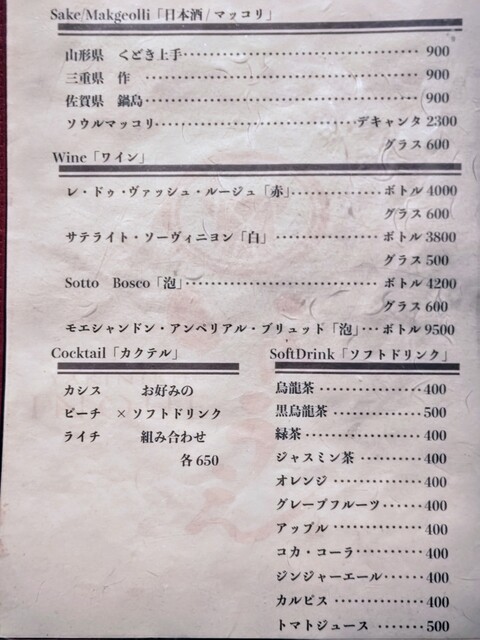 Sake/Makgeolli「日本酒/マッコリ」
山形県 くどき上手・・・・・・・・・・・・・・・・・・・・・・・・・・・・・・ 900
三重県 作 ・・・・・・・・・・・・・・・・・・・・・・・・・・・・・・・・・・ 900
佐賀県 鍋島・・・・・・・・・・・・・・・・・・・・・・・・・・・・・・・・・・900
ソウルマッコリ・・・・・・・・・・・・・・・・・・・・・・・デキャンタ 2300
グラス 600
Wine「ワイン」
レ・ドゥ・ヴァッシュ・ルージュ「赤」・・・・・・・・・・・・ボトル 4000
グラス 600
サテライト・ソーヴィニヨン「白」・・・・・・・・・・・・・・ボトル 3800
グラス 500
Sotto Bosco「泡」・・・・・・・・・・・・・・・・・・・・・・・・・・ボトル 4200
グラス 600
モエシャンドン・アンペリアル・ブリュット「泡」・・・ボトル 9500
Cocktail「カクテル」
カシス お好みの
ピーチ ×ソフトドリンク
ライチ 組み合わせ
各 650
SoftDrink「ソフトドリンク」
烏龍茶 ・・・・・・・・・・・・・・・400
黒烏龍茶・・・・・・・・・・・・・・500
緑茶 ・・・・・・・・・・・・・・・・400
ジャスミン茶 ・・・・・・・・・400
オレンジ ・・・・・・・・・・・・400
グレープフルーツ・・・・・・400
アップル ・・・・・・・・・・・・400
コカ・コーラ・・・・・・・・・・400
ジンジャーエール・・・・・・400
カルピス ・・・・・・・・・・・・400
トマトジュース ・・・・・・・500